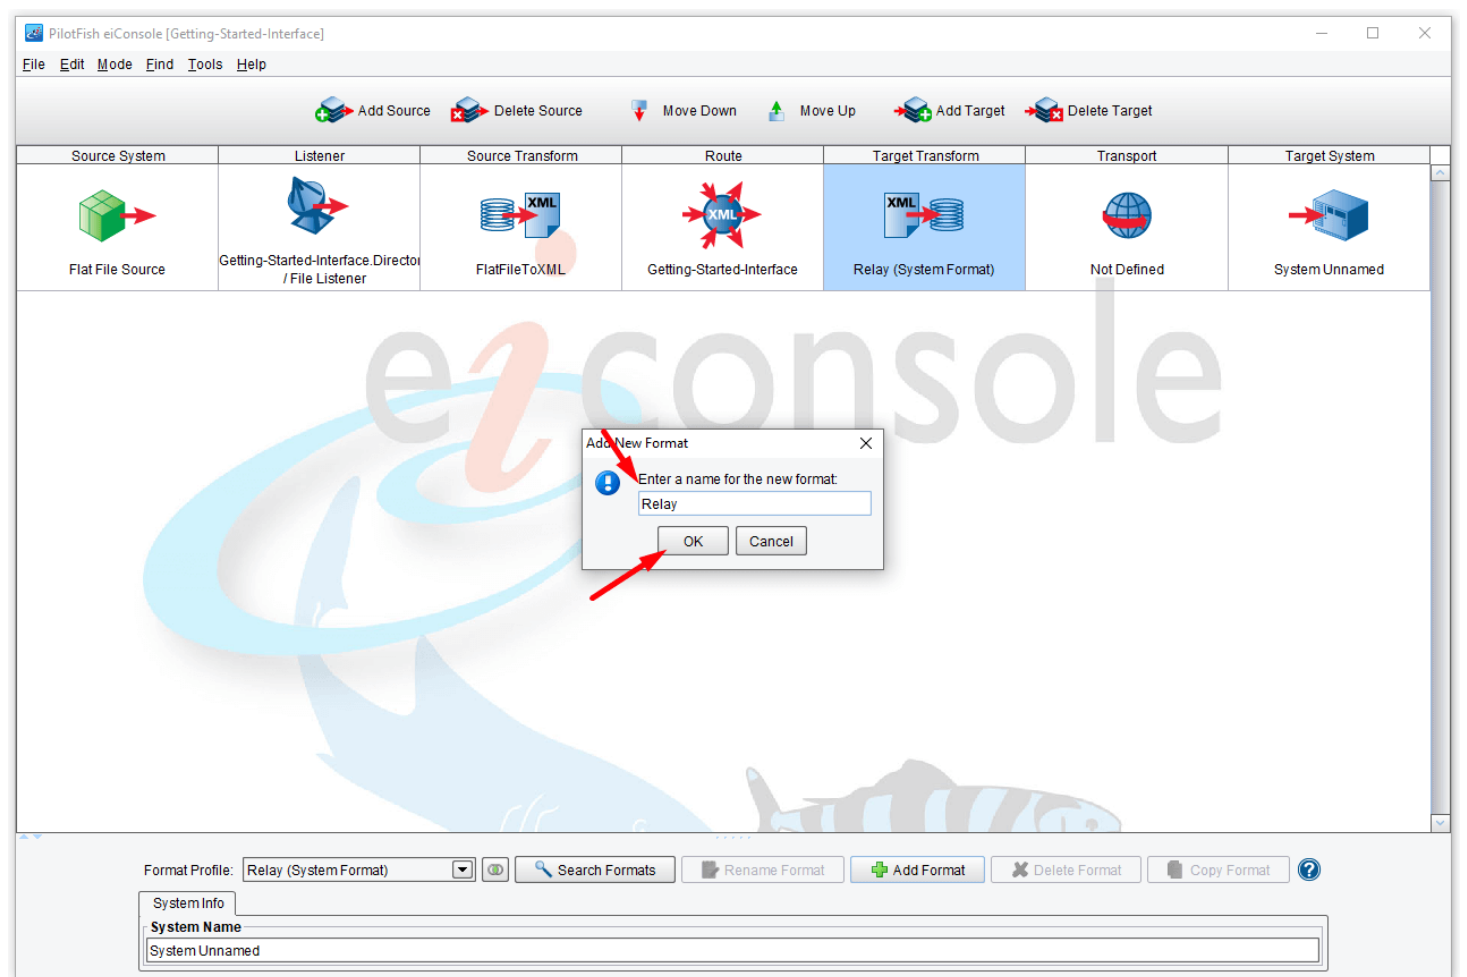 PilotFish eiConsole [Getting-Started-Interface]
File Edit Mode Find Tools Help
Add Source Delete Source Move Down Move Up Add Target Delete Target
Source System Listener Source Transform Route Target Transform Transport Target System
XML XML XML
Flat File Source Getting-Started-Interface.Director FlatFileToXML Getting-Started-Interface Relay (System Format) Not Defined System Unnamed
/ File Listener
eiconsole
Add New Format
Enter a name for the new format:
Relay
OK Cancel
Format Profile: Relay (System Format) Search Formats Rename Format Add Format Delete Format Copy Format ?
System Info
System Name
System Unnamed